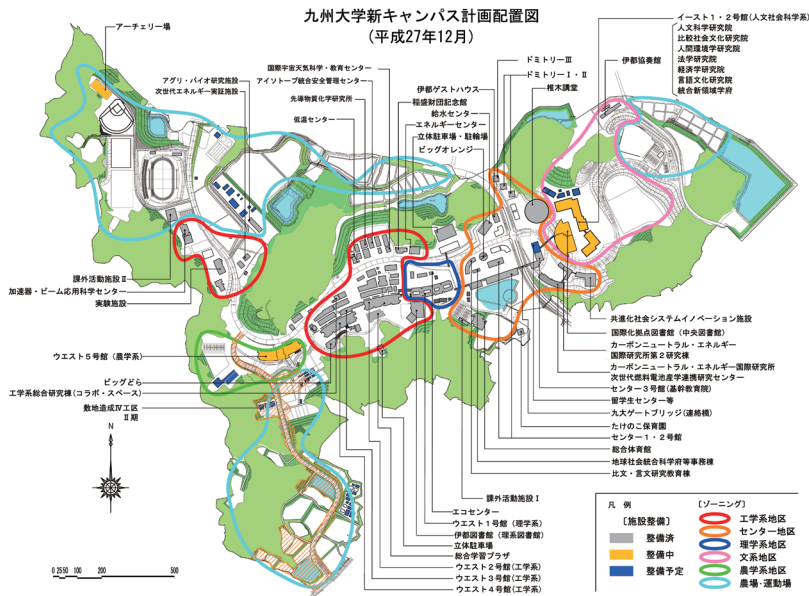 九州大学新キャンパス計画配置図
(平成27年12月)
アーチェリー場
アグリ・バイオ研究施設
次世代エネルギー実証施設
国際宇宙天気科学・教育センター
アイソトープ統合安全管理センター
先導物質化学研究所
低温センター
伊都ゲストハウス
稲盛財団記念館
給水センター
エネルギーセンター
立体駐車場・駐輪場
ビッグオレンジ
ドミトリーⅢ
ドミトリーⅠ・Ⅱ
椎木講堂
伊都協奏館
イースト1・2号館(人文社会科学系)
人文科学研究院
比較社会文化研究院
人間環境学研究院
法学研究院
経済学研究院
言語文化研究院
統合新領域学府
課外活動施設Ⅱ
加速器・ビーム応用科学センター
実験施設
ウエスト5号館(農学系)
ビッグどら
工学系総合研究棟(コラボ・スペース)
敷地造成Ⅳ工区
Ⅱ期
共進化社会システムイノベーション施設
国際化拠点図書館(中央図書館)
カーボンニュートラル・エネルギー
国際研究所第2研究棟
カーボンニュートラル・エネルギー国際研究所
次世代燃料電池産学連携研究センター
センター3号館(基幹教育院)
留学生センター等
九大ゲートブリッジ(連絡橋)
たけのこ保育園
センター1・2号館
総合体育館
地球社会統合科学府等事務棟
比文・言文研究教育棟
課外活動施設Ⅰ
エコセンター
ウエスト1号館(理学系)
伊都図書館(理系図書館)
立体駐車場
総合学習プラザ
ウエスト2号館(工学系)
ウエスト3号館(工学系)
ウエスト4号館(工学系)
N
0 25 50 100 200 500
凡 例
〔施設整備〕
整備済
整備中
整備予定
〔ゾーニング〕
工学系地区
センター地区
理学系地区
文系地区
農学系地区
農場・運動場